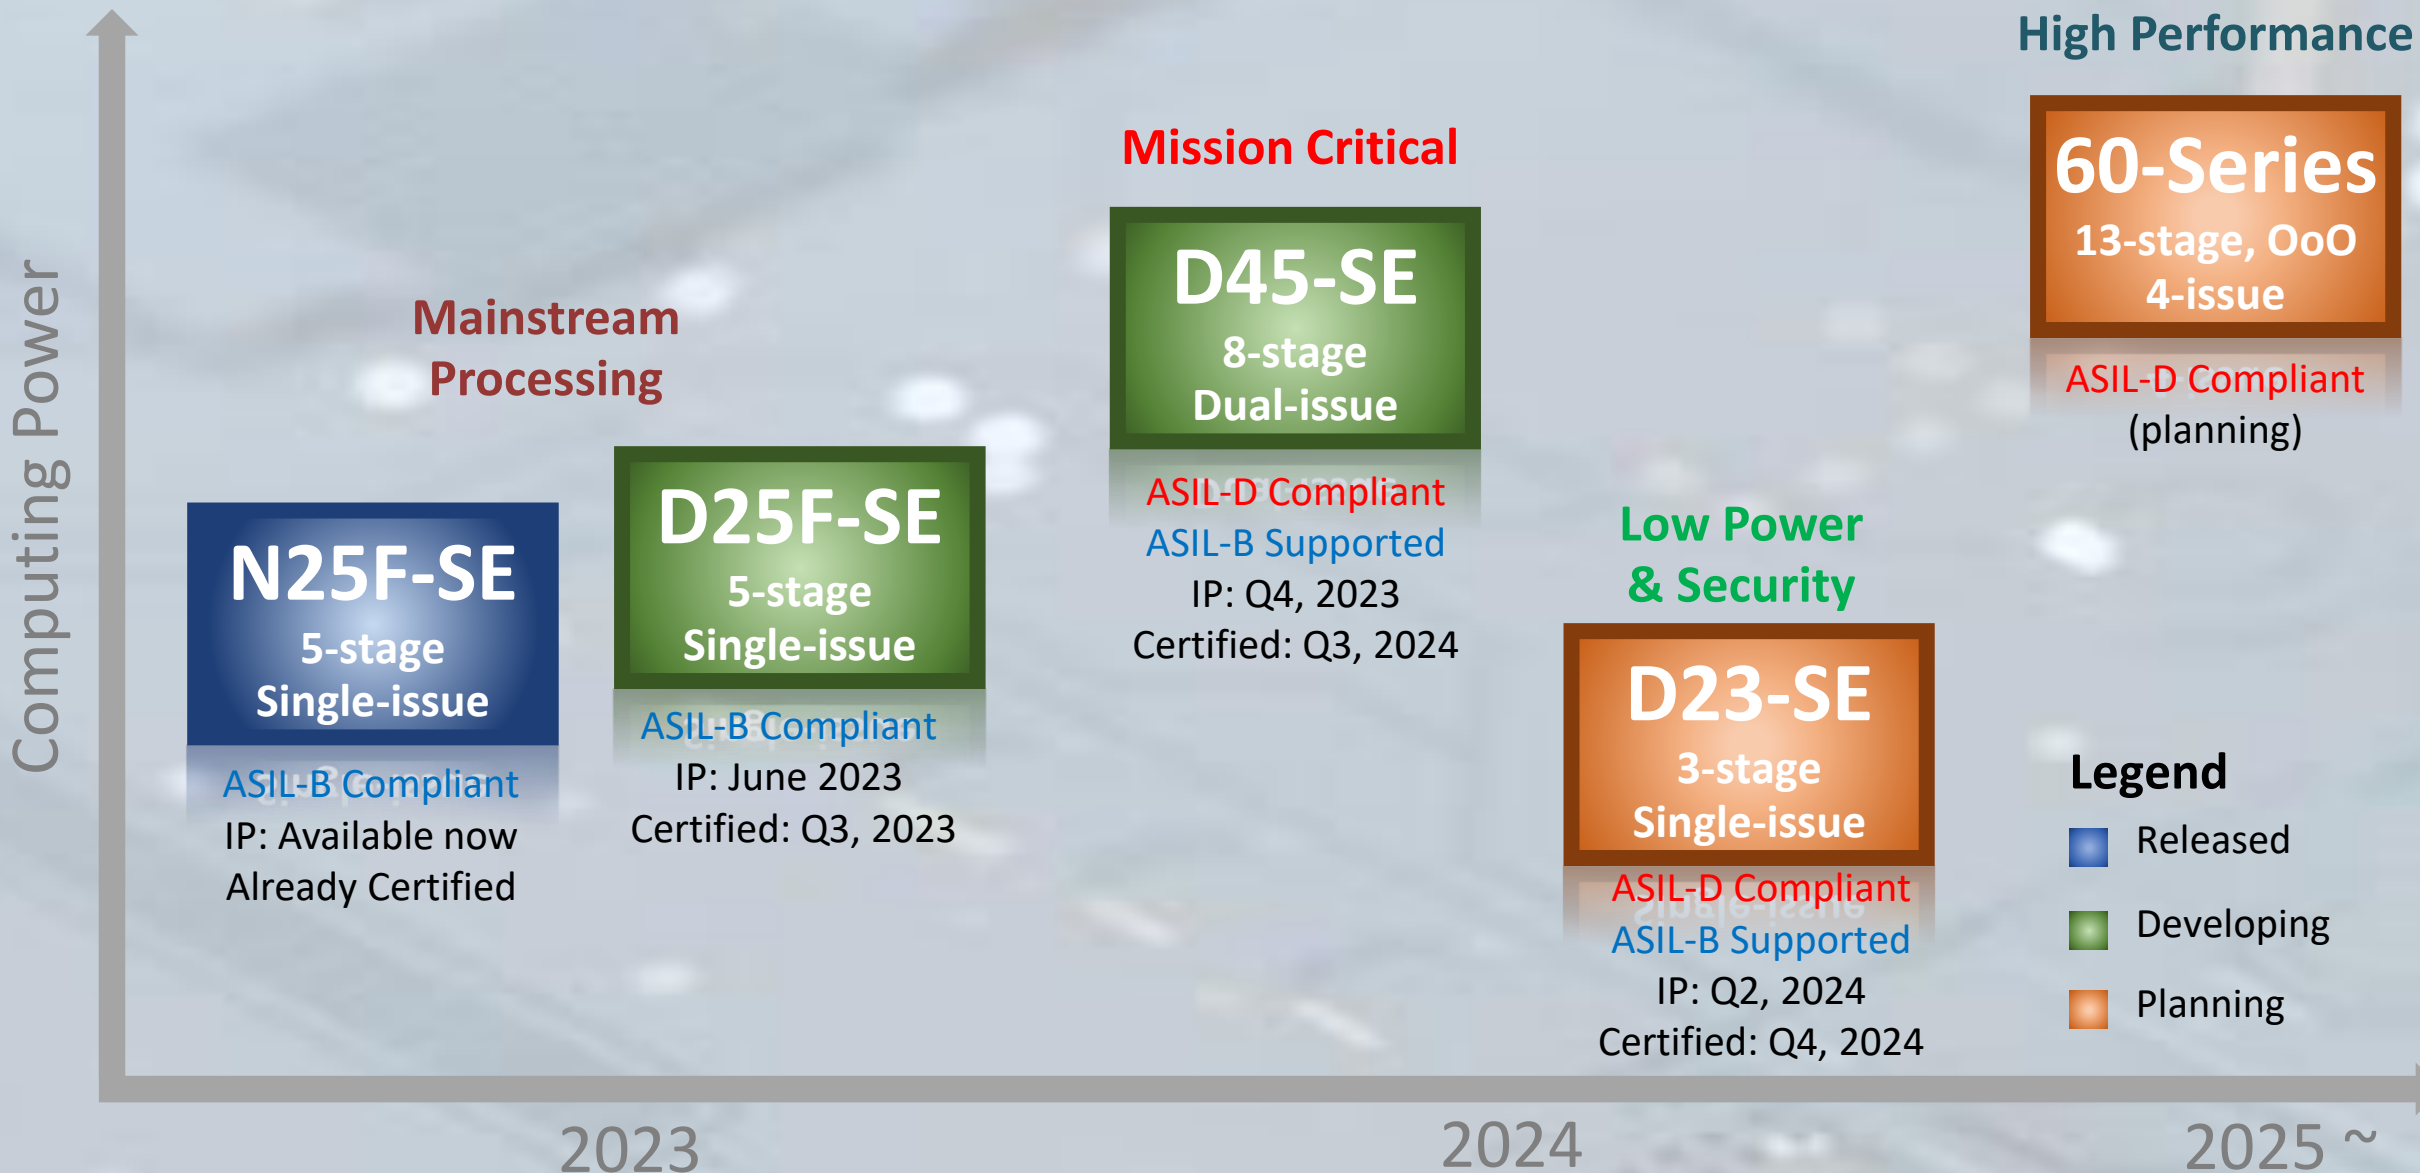 Computing Power
Mainstream
Processing
N25F-SE
5-stage
Single-issue
ASIL-B Compliant
IP: Available now
Already Certified
D25F-SE
5-stage
Single-issue
ASIL-B Compliant
IP: June 2023
Certified: Q3, 2023
Mission Critical
D45-SE
8-stage
Dual-issue
ASIL-D Compliant
ASIL-B Supported
IP: Q4, 2023
Certified: Q3, 2024
Low Power
& Security
D23-SE
3-stage
Single-issue
ASIL-D Compliant
ASIL-B Supported
IP: Q2, 2024
Certified: Q4, 2024
High Performance
60-Series
13-stage, OoO
4-issue
ASIL-D Compliant
(planning)
Legend
Released
Developing
Planning
2023
2024
2025 ~